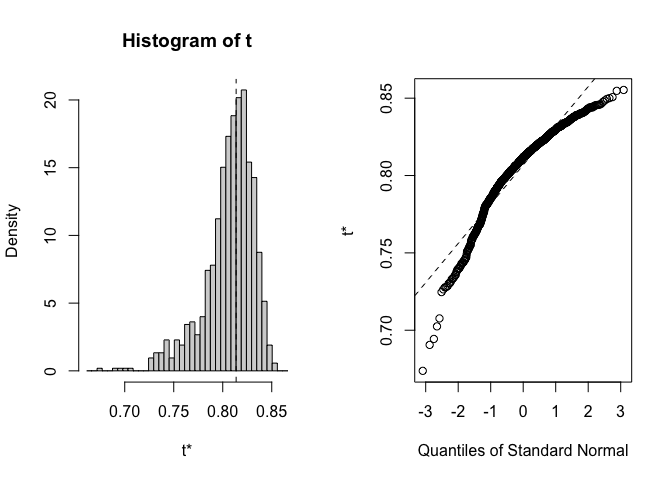 Histogram of t
Density
0
5
10
15
20
0.70 0.75 0.80 0.85
t*
t*
0.70
0.75
0.80
0.85
-3 -2 -1 0 1 2 3
Quantiles of Standard Normal